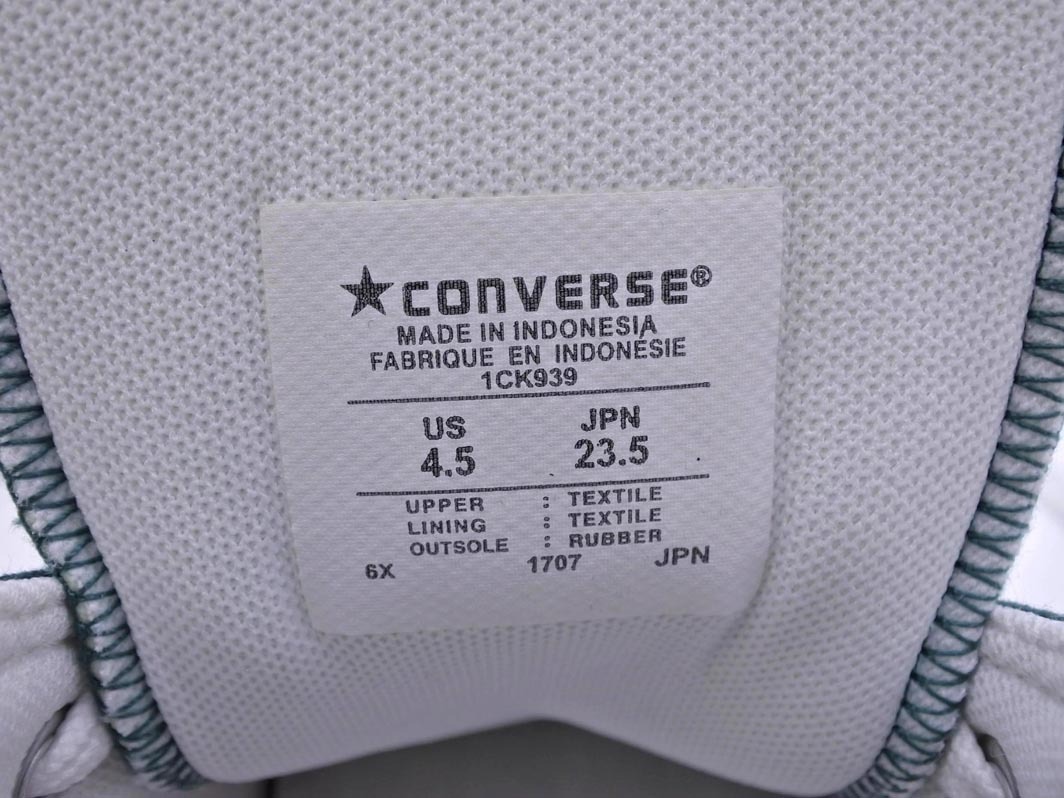 ★CONVERSE®
MADE IN INDONESIA
FABRIQUE EN INDONESIE
1CK939
US JPN
4.5 23.5
UPPER : TEXTILE
LINING : TEXTILE
OUTSOLE : RUBBER
6X 1707 JPN